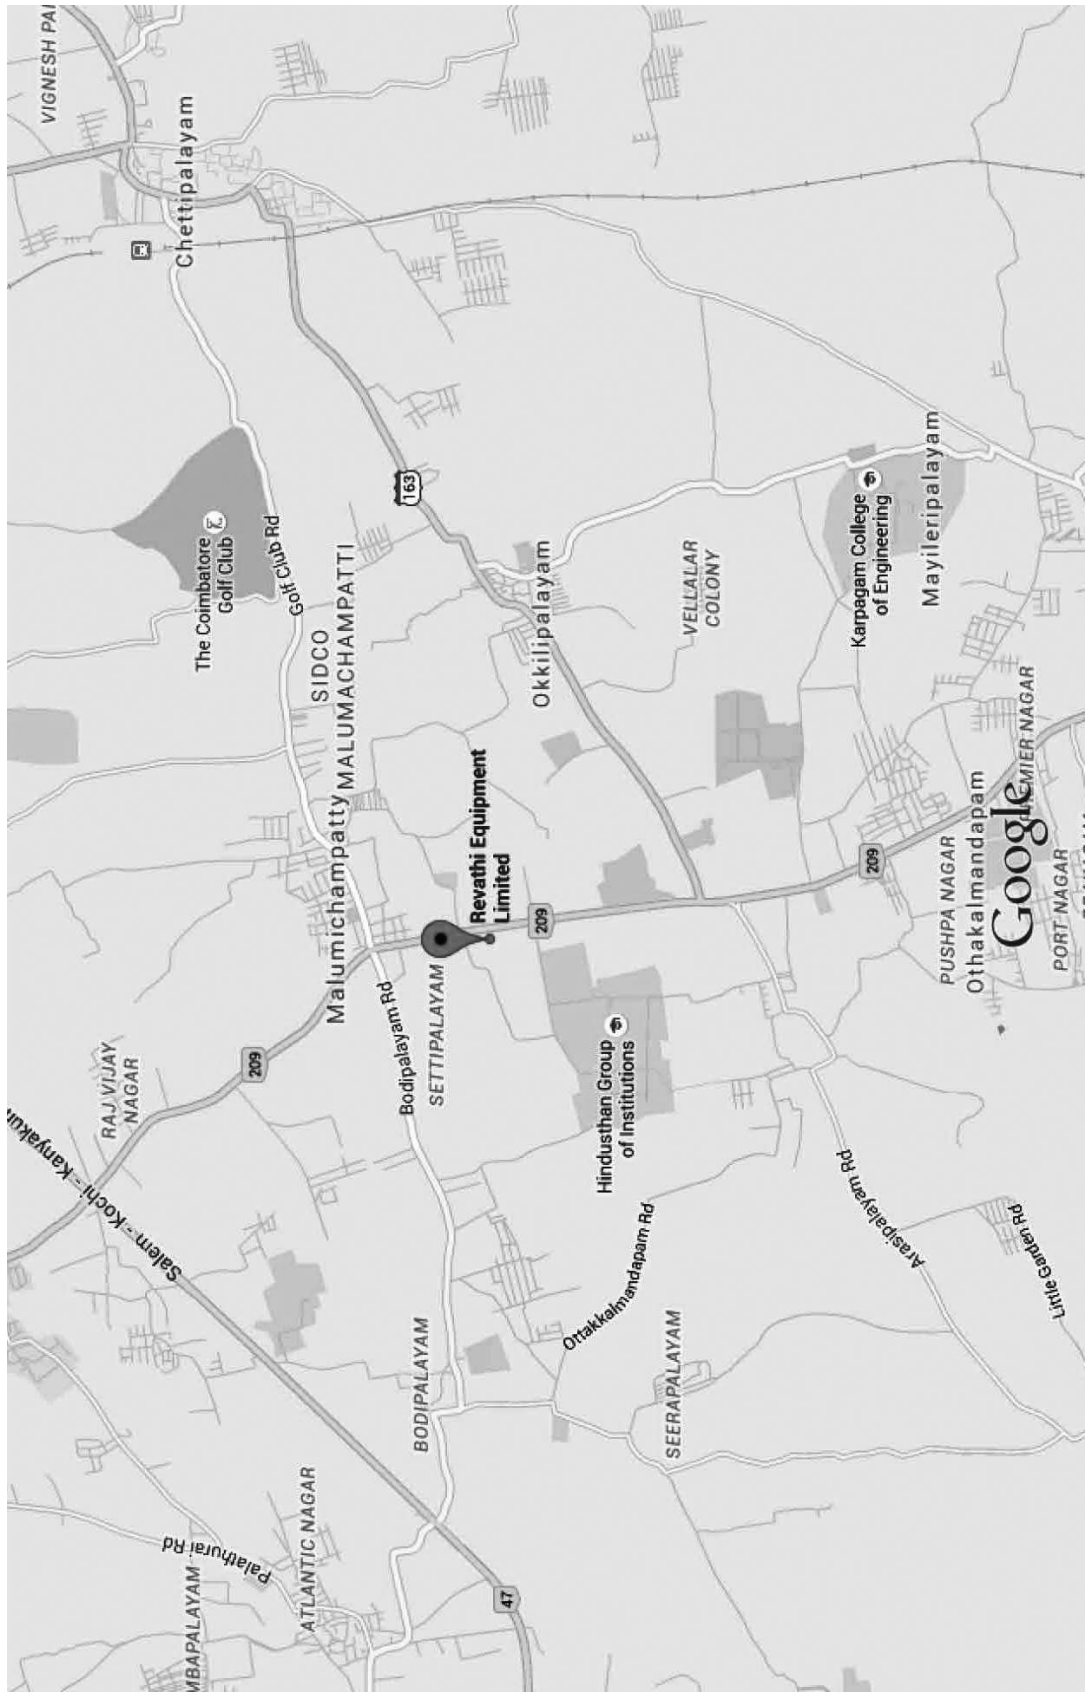 VIGNESH PA
Chettipalayam
The Coimbatore
Golf Club
Golf Club Rd
163
SIDCO
MALUMACHAMPATTI
Malumichampatty
Okkilipalayam
VELLALAR
COLONY
Karpagam College
of Engineering
Mayileripalayam
Revathi Equipment
Limited
209
209
209
PUSHPA NAGAR
Othakalmandapam
EMIER NAGAR
Google
PORT NAGAR
RAJ VIJAY
NAGAR
Bodipalayam Rd
SETTIPALAYAM
Hindusthan Group
of Institutions
Salem - Kochi - Kanyaku
Ottakkalmandapam Rd
Arasipalayam Rd
Little Garden Rd
BODIPALAYAM
SEERAPALAYAM
Palathurai Rd
ATLANTIC NAGAR
MBAPALAYAM
47